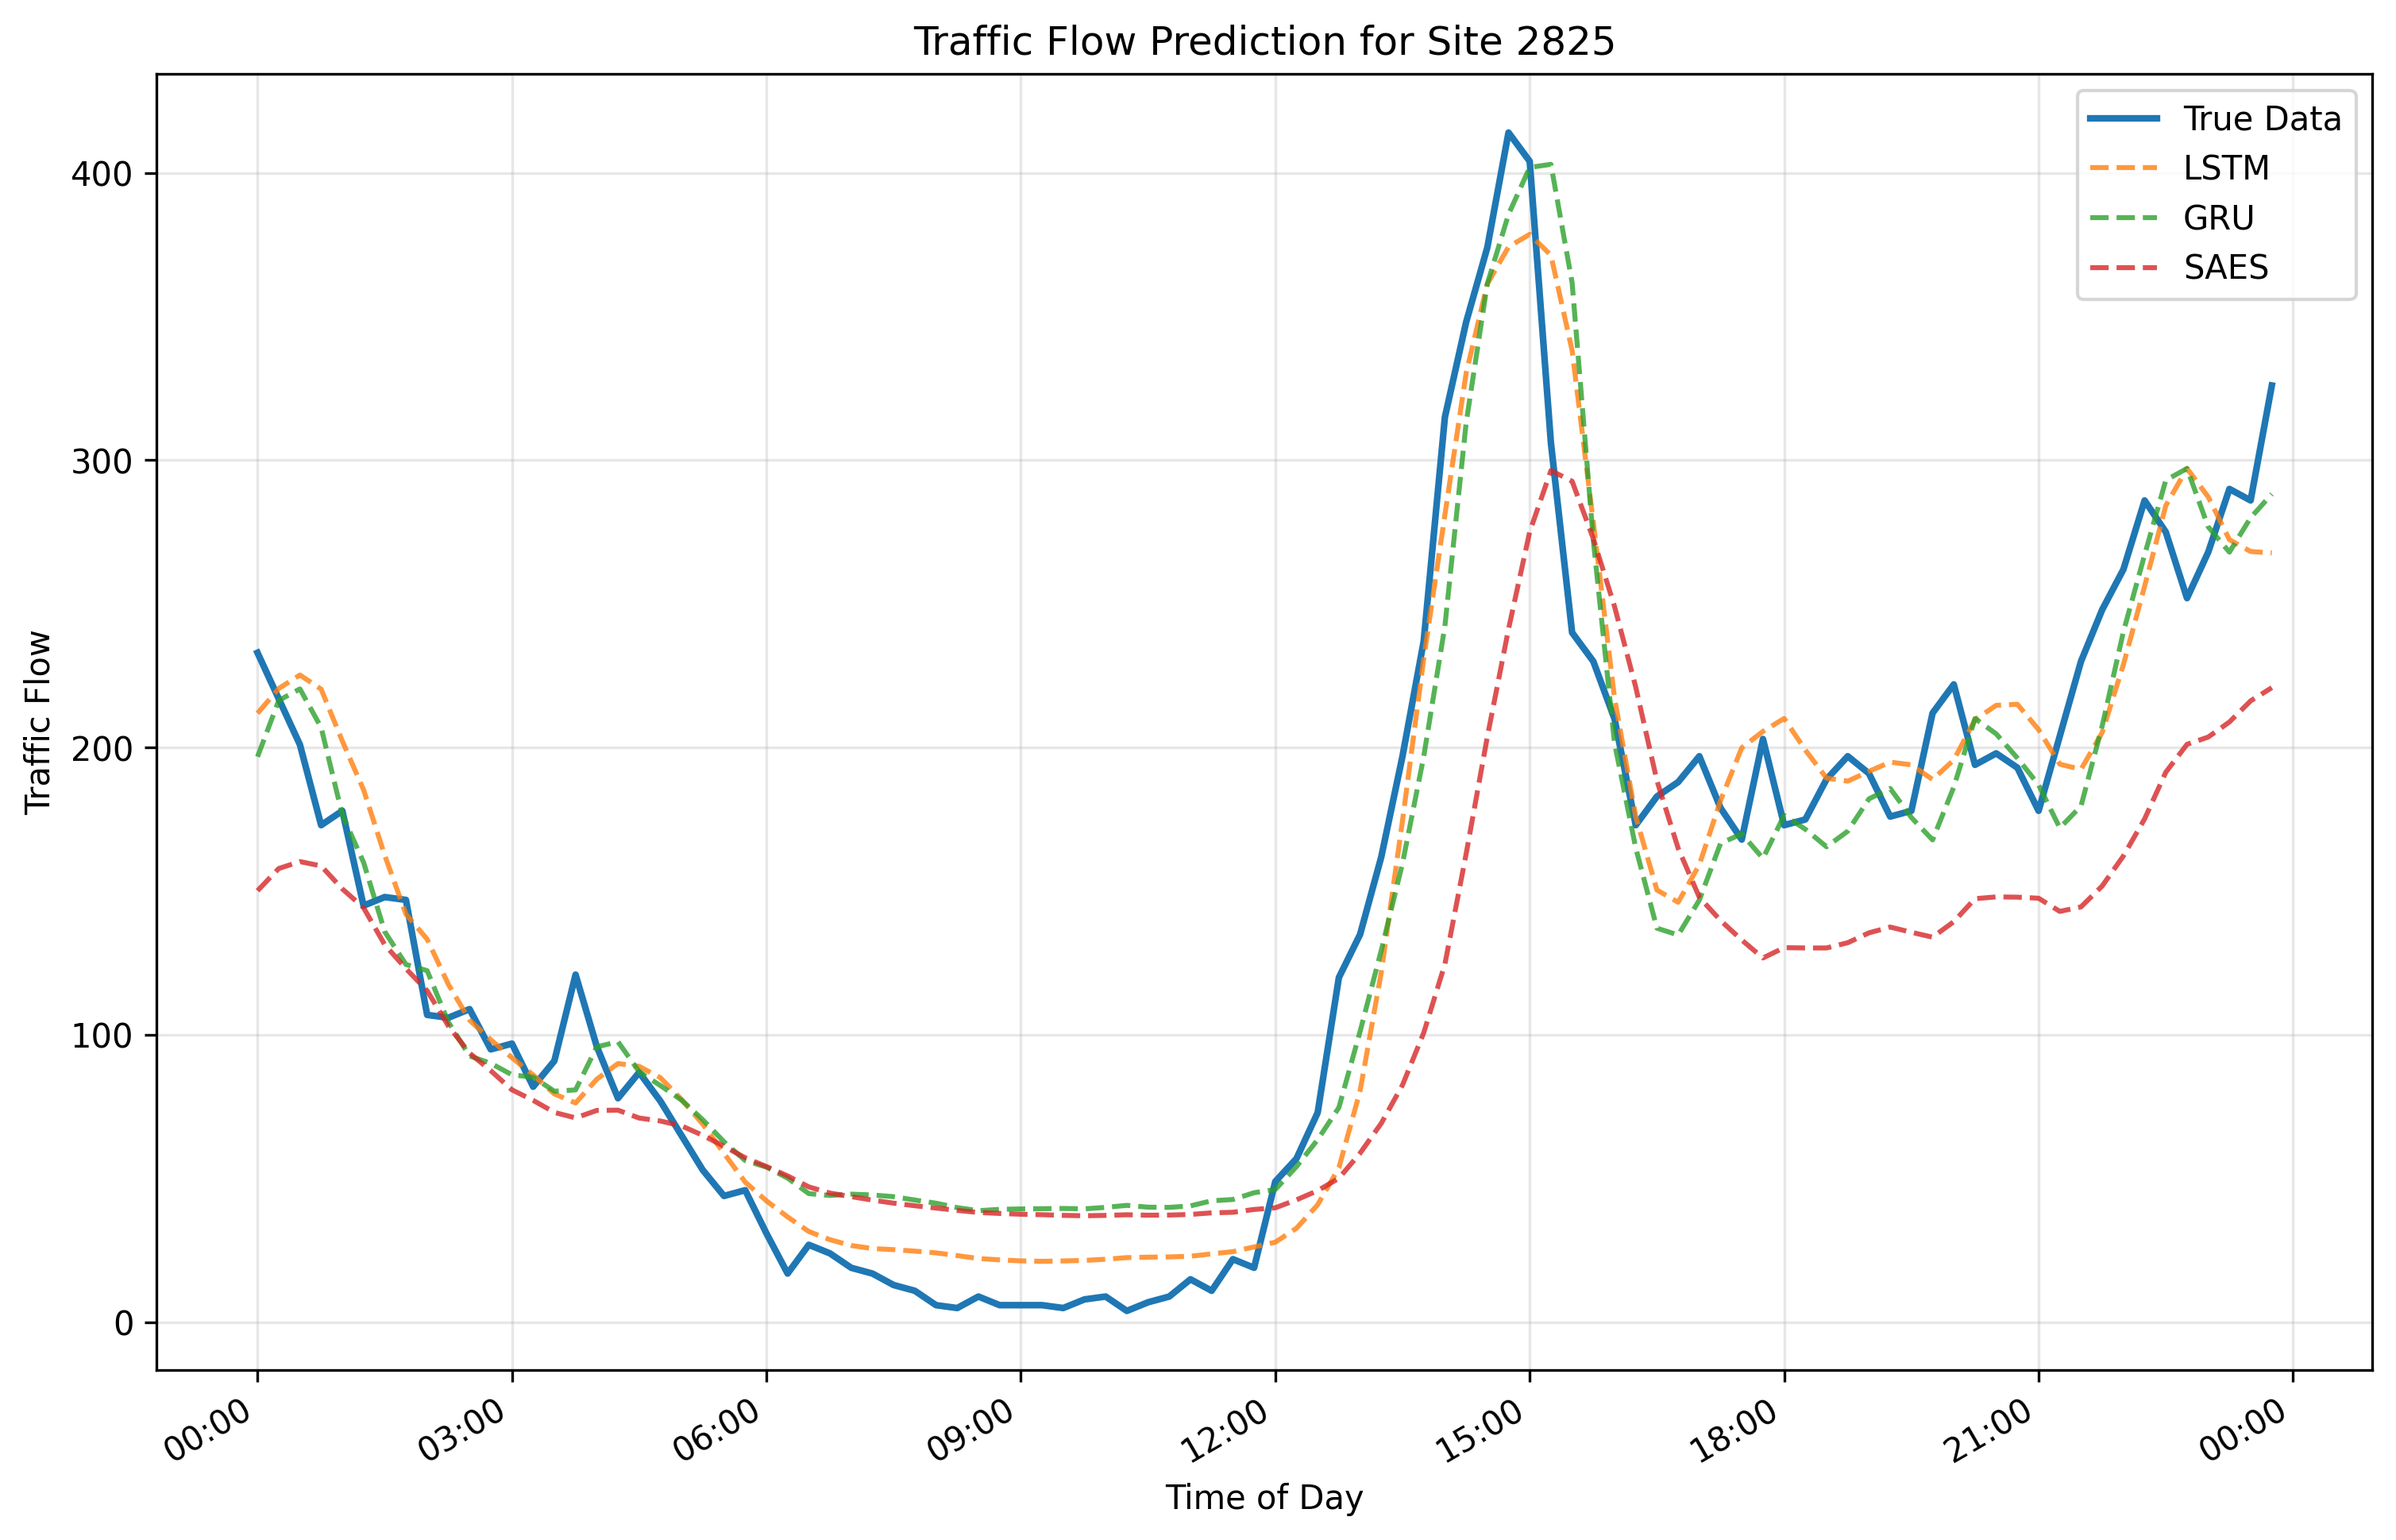 Traffic Flow Prediction for Site 2825
True Data
LSTM
GRU
SAES
400
300
200
100
0
Traffic Flow
00:00
03:00
06:00
09:00
12:00
15:00
18:00
21:00
00:00
Time of Day